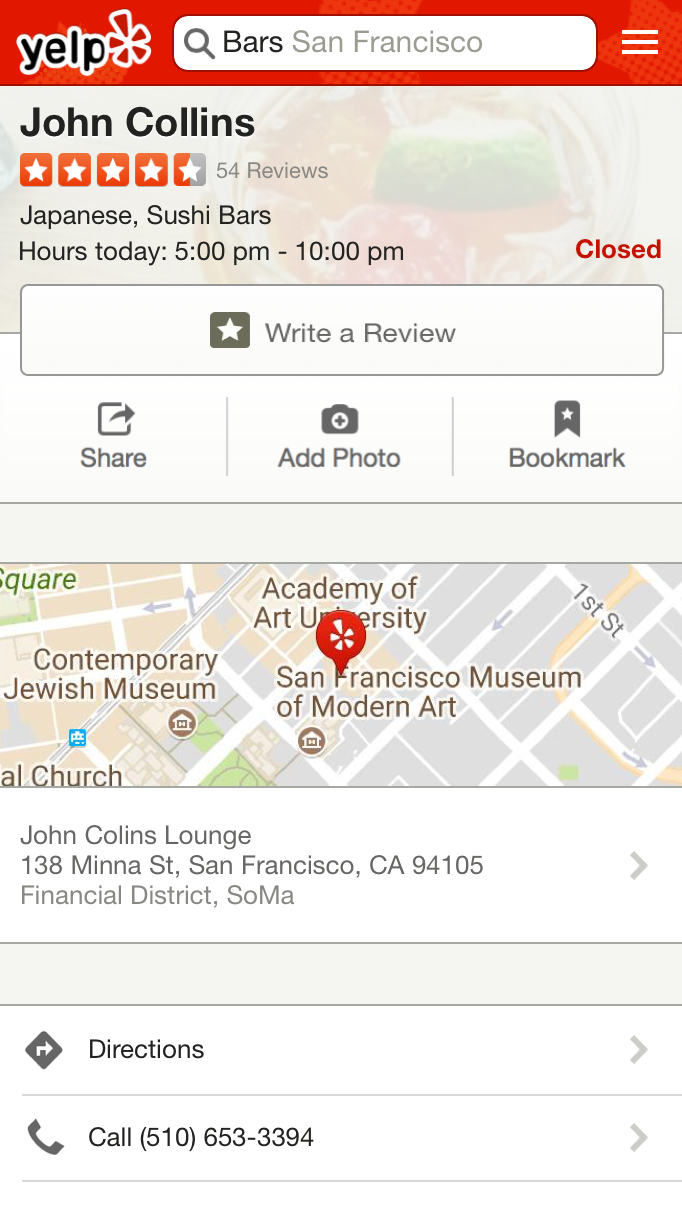 yelp
Bars San Francisco
John Collins
54 Reviews
Japanese, Sushi Bars
Hours today: 5:00 pm - 10:00 pm
Closed
Write a Review
Share
Add Photo
Bookmark
Square
Academy of
Art University
1st St
Contemporary
Jewish Museum
San Francisco Museum
of Modern Art
al Church
John Colins Lounge
138 Minna St, San Francisco, CA 94105
Financial District, SoMa
Directions
Call (510) 653-3394